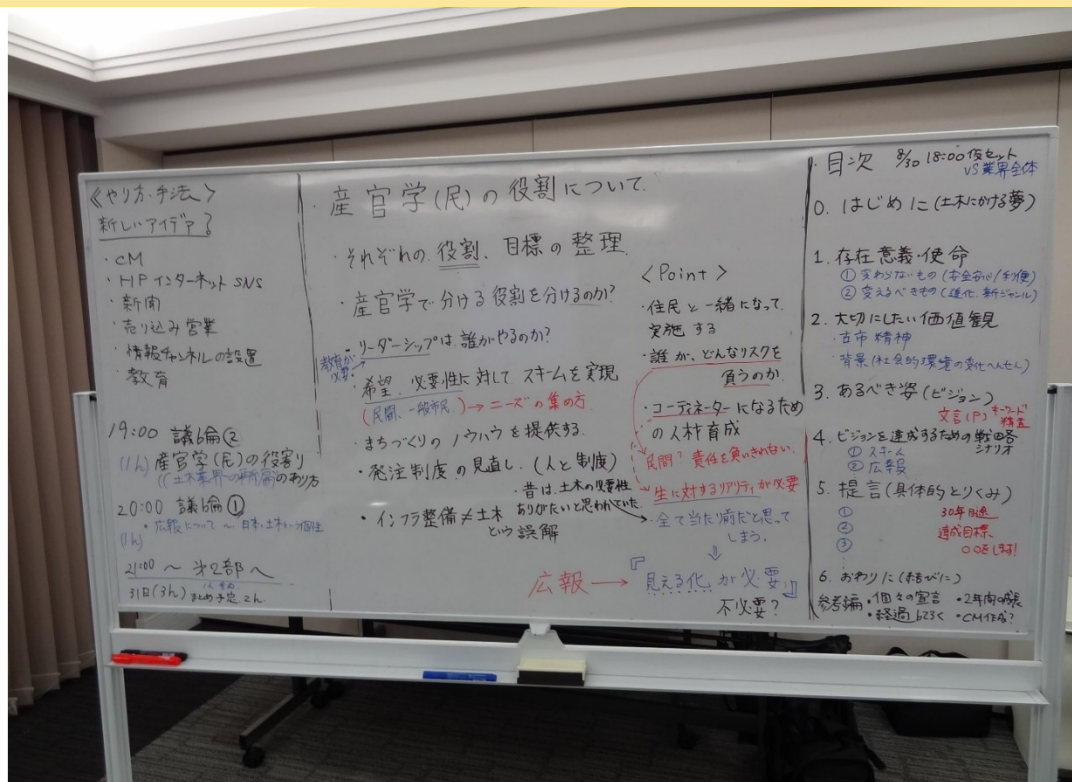 《やり方・手法》
新しいアイデア?
・CM
・HP インターネット SNS
・新聞
・売り込み営業
・情報チャンネルの設置
・教育
19:00 議論②
(1h) 産官学(民)の役割り
20:00 議論①
・広報について
(1h)
21:00 ~ 第2部へ
31日(3h) まとめ予定
・産官学(民)の役割について
・それぞれの役割、目標の整理
・産官学で分ける役割を分けるのか?
・リーダーシップは誰がやるのか?
教育が必要
・希望、必要性に対してスキームを実現
(民間、一般市民) → ニーズの集め方
・まちづくりのノウハウを提供する
・発注制度の見直し. (人と制度)
・インフラ整備≠土木
という誤解
<Point>
・住民と一緒になって
実施する
・誰が、どんなリスクを
負うのか
・コーディネーターになるため
の人材育成
民間? 責任を負いきれない.
・生に対するリアリティが必要
・昔は、土木の必要性
ありがたいと思われていた
・全て当たり前だと思って
しまう.
⇓
広報 → 『見える化が必要』
不必要?
・目次 8/30 18:00 仮セット
VS 業界全体
0. はじめに(土木にかける夢)
1. 存在意義・使命
① 変わらないもの(安全安心/利便)
② 変えるべきもの(進化、新ジャンル)
2. 大切にしたい価値観
・古市精神
背景(社会的環境の変化へんせん)
3. あるべき姿(ビジョン)
文言(P) キーワード精査
4. ビジョンを達成するための戦略シナリオ
① スキーム
② 広報
5. 提言(具体的とりくみ)
① 30年目途
② 達成目標、
③ 〇〇をします!
6. おわりに(結びに)
参考編・個々の宣言
・経過
・CM作成?